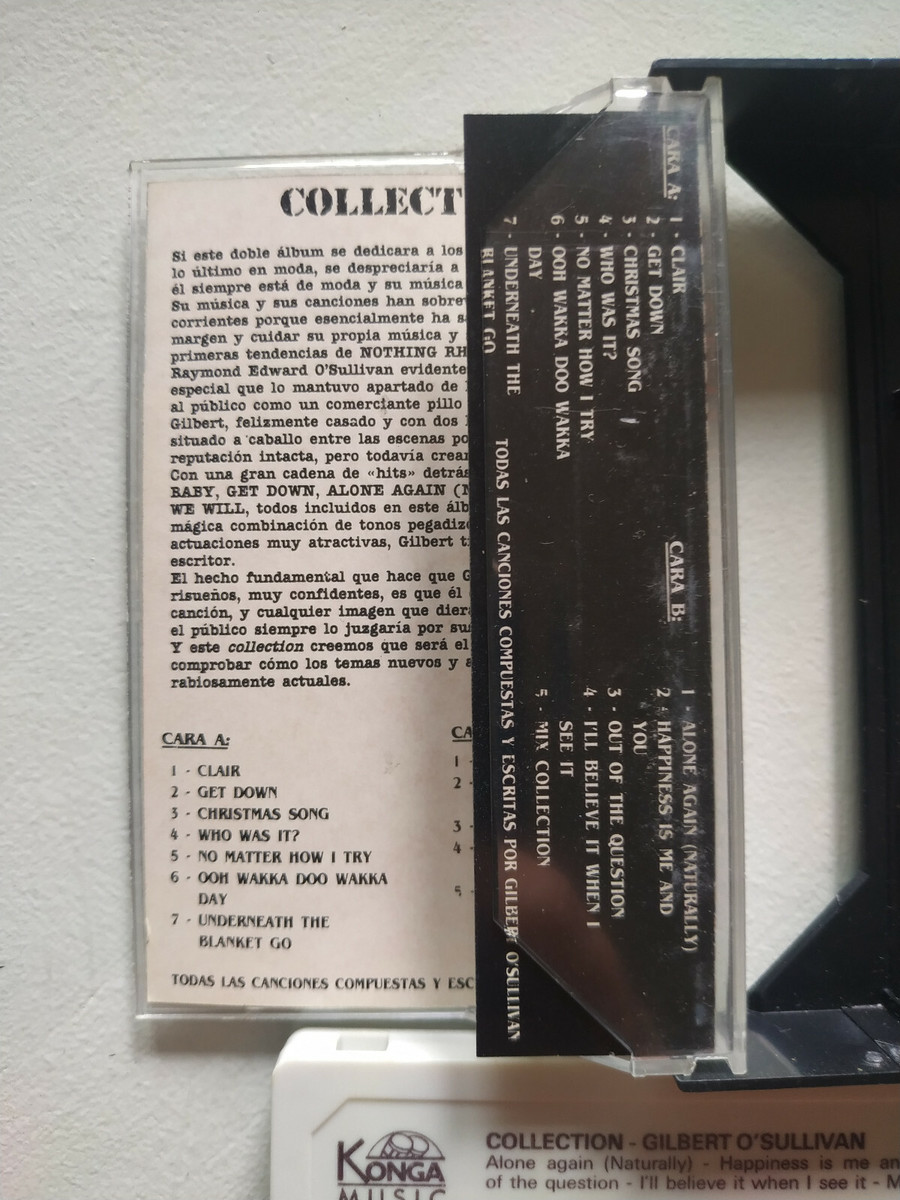 COLLECT
Si este doble álbum se dedicara a los
lo último en moda, se despreciaría a
él siempre está de moda y su música
Su música y sus canciones han sobre
corrientes porque esencialmente ha s
margen y cuidar su propia música y
primeras tendencias de NOTHING RH
Raymond Edward O'Sullivan evidente
especial que lo mantuvo apartado de
al público como un comerciante pillo
Gilbert, felizmente casado y con dos
situado a caballo entre las escenas po
reputación intacta, pero todavía crear
Con una gran cadena de «hits» detrás
BABY, GET DOWN, ALONE AGAIN (N
WE WILL, todos incluidos en este álb
mágica combinación de tonos pegadizo
actuaciones muy atractivas, Gilbert t
escritor.
El hecho fundamental que hace que G
risueños, muy confidentes, es que él
canción, y cualquier imagen que diera
el público siempre lo juzgaría por su
Y este collection creemos que será el
comprobar cómo los temas nuevos y a
rabiosamente actuales.
CARA A:
1 - CLAIR
2 - GET DOWN
3 - CHRISTMAS SONG
4 - WHO WAS IT?
5 - NO MATTER HOW I TRY
6 - OOH WAKKA DOO WAKKA
DAY
7 - UNDERNEATH THE
BLANKET GO
TODAS LAS CANCIONES COMPUESTAS Y ESC
CA
1 -
2 -
3 -
4 -
5 -
CARA A:
1 - CLAIR
2 - GET DOWN
3 - CHRISTMAS SONG
4 - WHO WAS IT?
5 - NO MATTER HOW I TRY
6 - OOH WAKKA DOO WAKKA
DAY
7 - UNDERNEATH THE
BLANKET GO
CARA B:
1 - ALONE AGAIN (NATURALLY)
2 - HAPPINESS IS ME AND
YOU
3 - OUT OF THE QUESTION
4 - I'LL BELIEVE IT WHEN I
SEE IT
5 - MIX COLLECTION
TODAS LAS CANCIONES COMPUESTAS Y ESCRITAS POR GILBERT O'SULLIVAN
KONGA
MUSIC
COLLECTION - GILBERT O'SULLIVAN
Alone again (Naturally) - Happiness is me an
of the question - I'll believe it when I see it - M